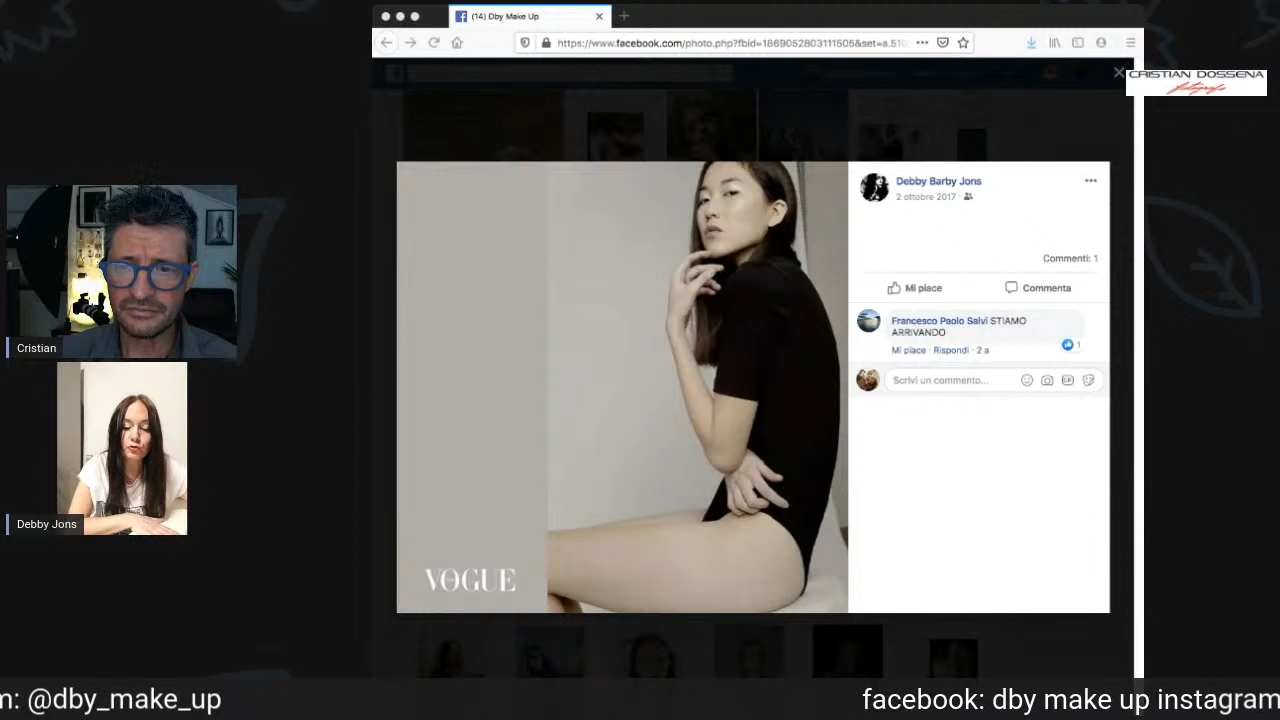 (14) Dby Make Up
https://www.facebook.com/photo.php?fbid=1869052803111505&set=a.51
CRISTIAN DOSSENA
fotografo
Debby Barby Jons
2 ottobre 2017
Commenti: 1
Mi piace
Commenta
Francesco Paolo Salvi STIAMO
ARRIVANDO
Mi piace · Rispondi · 2 a
1
Scrivi un commento...
GIF
VOGUE
Cristian
Debby Jons
m: @dby_make_up
facebook: dby make up instagram